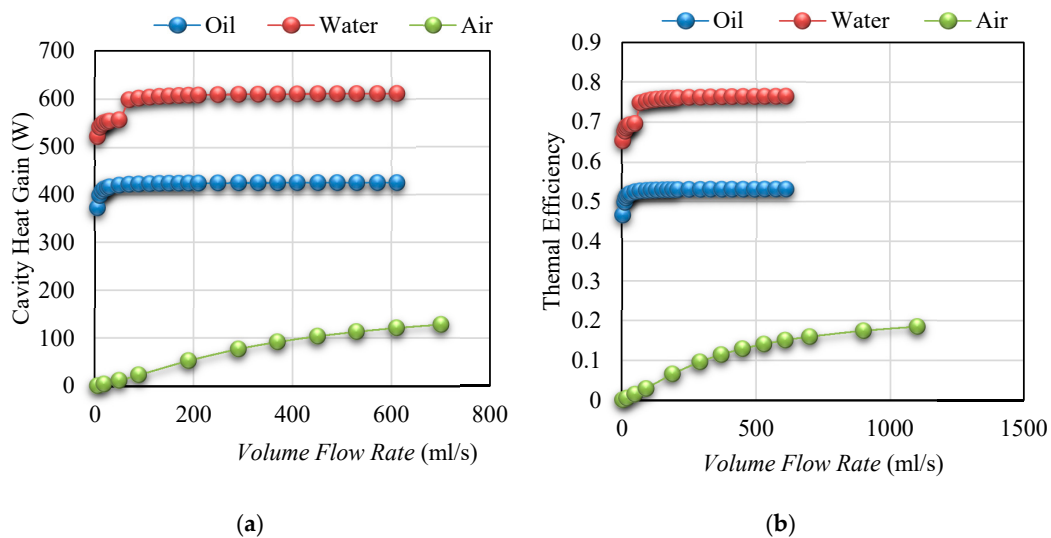 Oil Water Air
700
600
500
400
300
200
100
0
0 200 400 600 800
Cavity Heat Gain (W)
Volume Flow Rate (ml/s)
(a)
Oil Water Air
0.9
0.8
0.7
0.6
0.5
0.4
0.3
0.2
0.1
0
0 500 1000 1500
Themal Efficiency
Volume Flow Rate (ml/s)
(b)